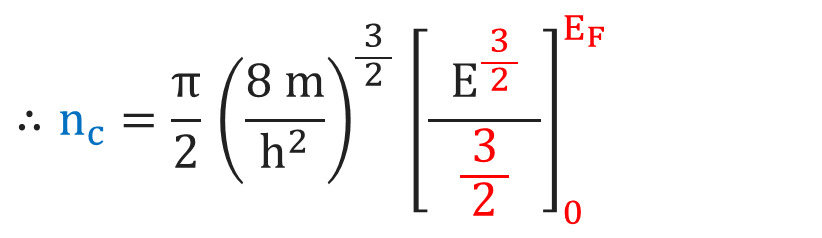 ∴ n_c = π/2 (8 m/h²)^(3/2) [E^(3/2)/(3/2)]_0^(E_F)